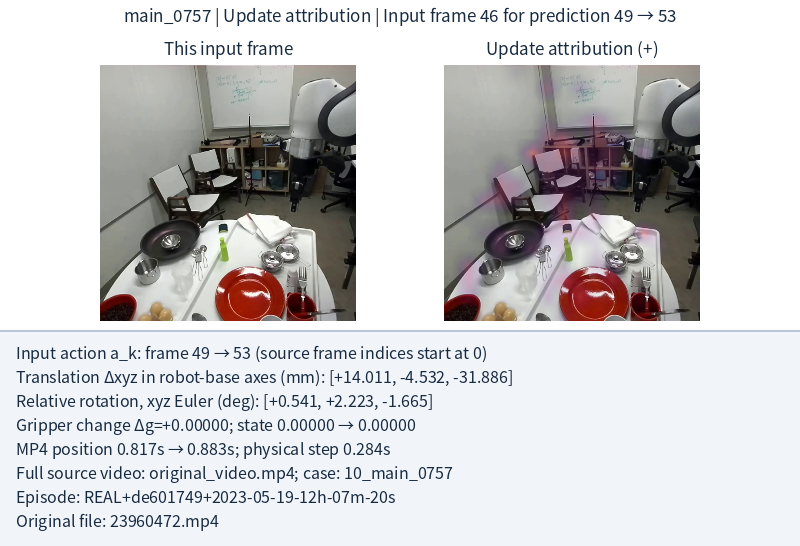 main_0757 | Update attribution | Input frame 46 for prediction 49 → 53
This input frame
Update attribution (+)
Input action a_k: frame 49 → 53 (source frame indices start at 0)
Translation Δxyz in robot-base axes (mm): [+14.011, -4.532, -31.886]
Relative rotation, xyz Euler (deg): [+0.541, +2.223, -1.665]
Gripper change Δg=+0.00000; state 0.00000 → 0.00000
MP4 position 0.817s → 0.883s; physical step 0.284s
Full source video: original_video.mp4; case: 10_main_0757
Episode: REAL+de601749+2023-05-19-12h-07m-20s
Original file: 23960472.mp4